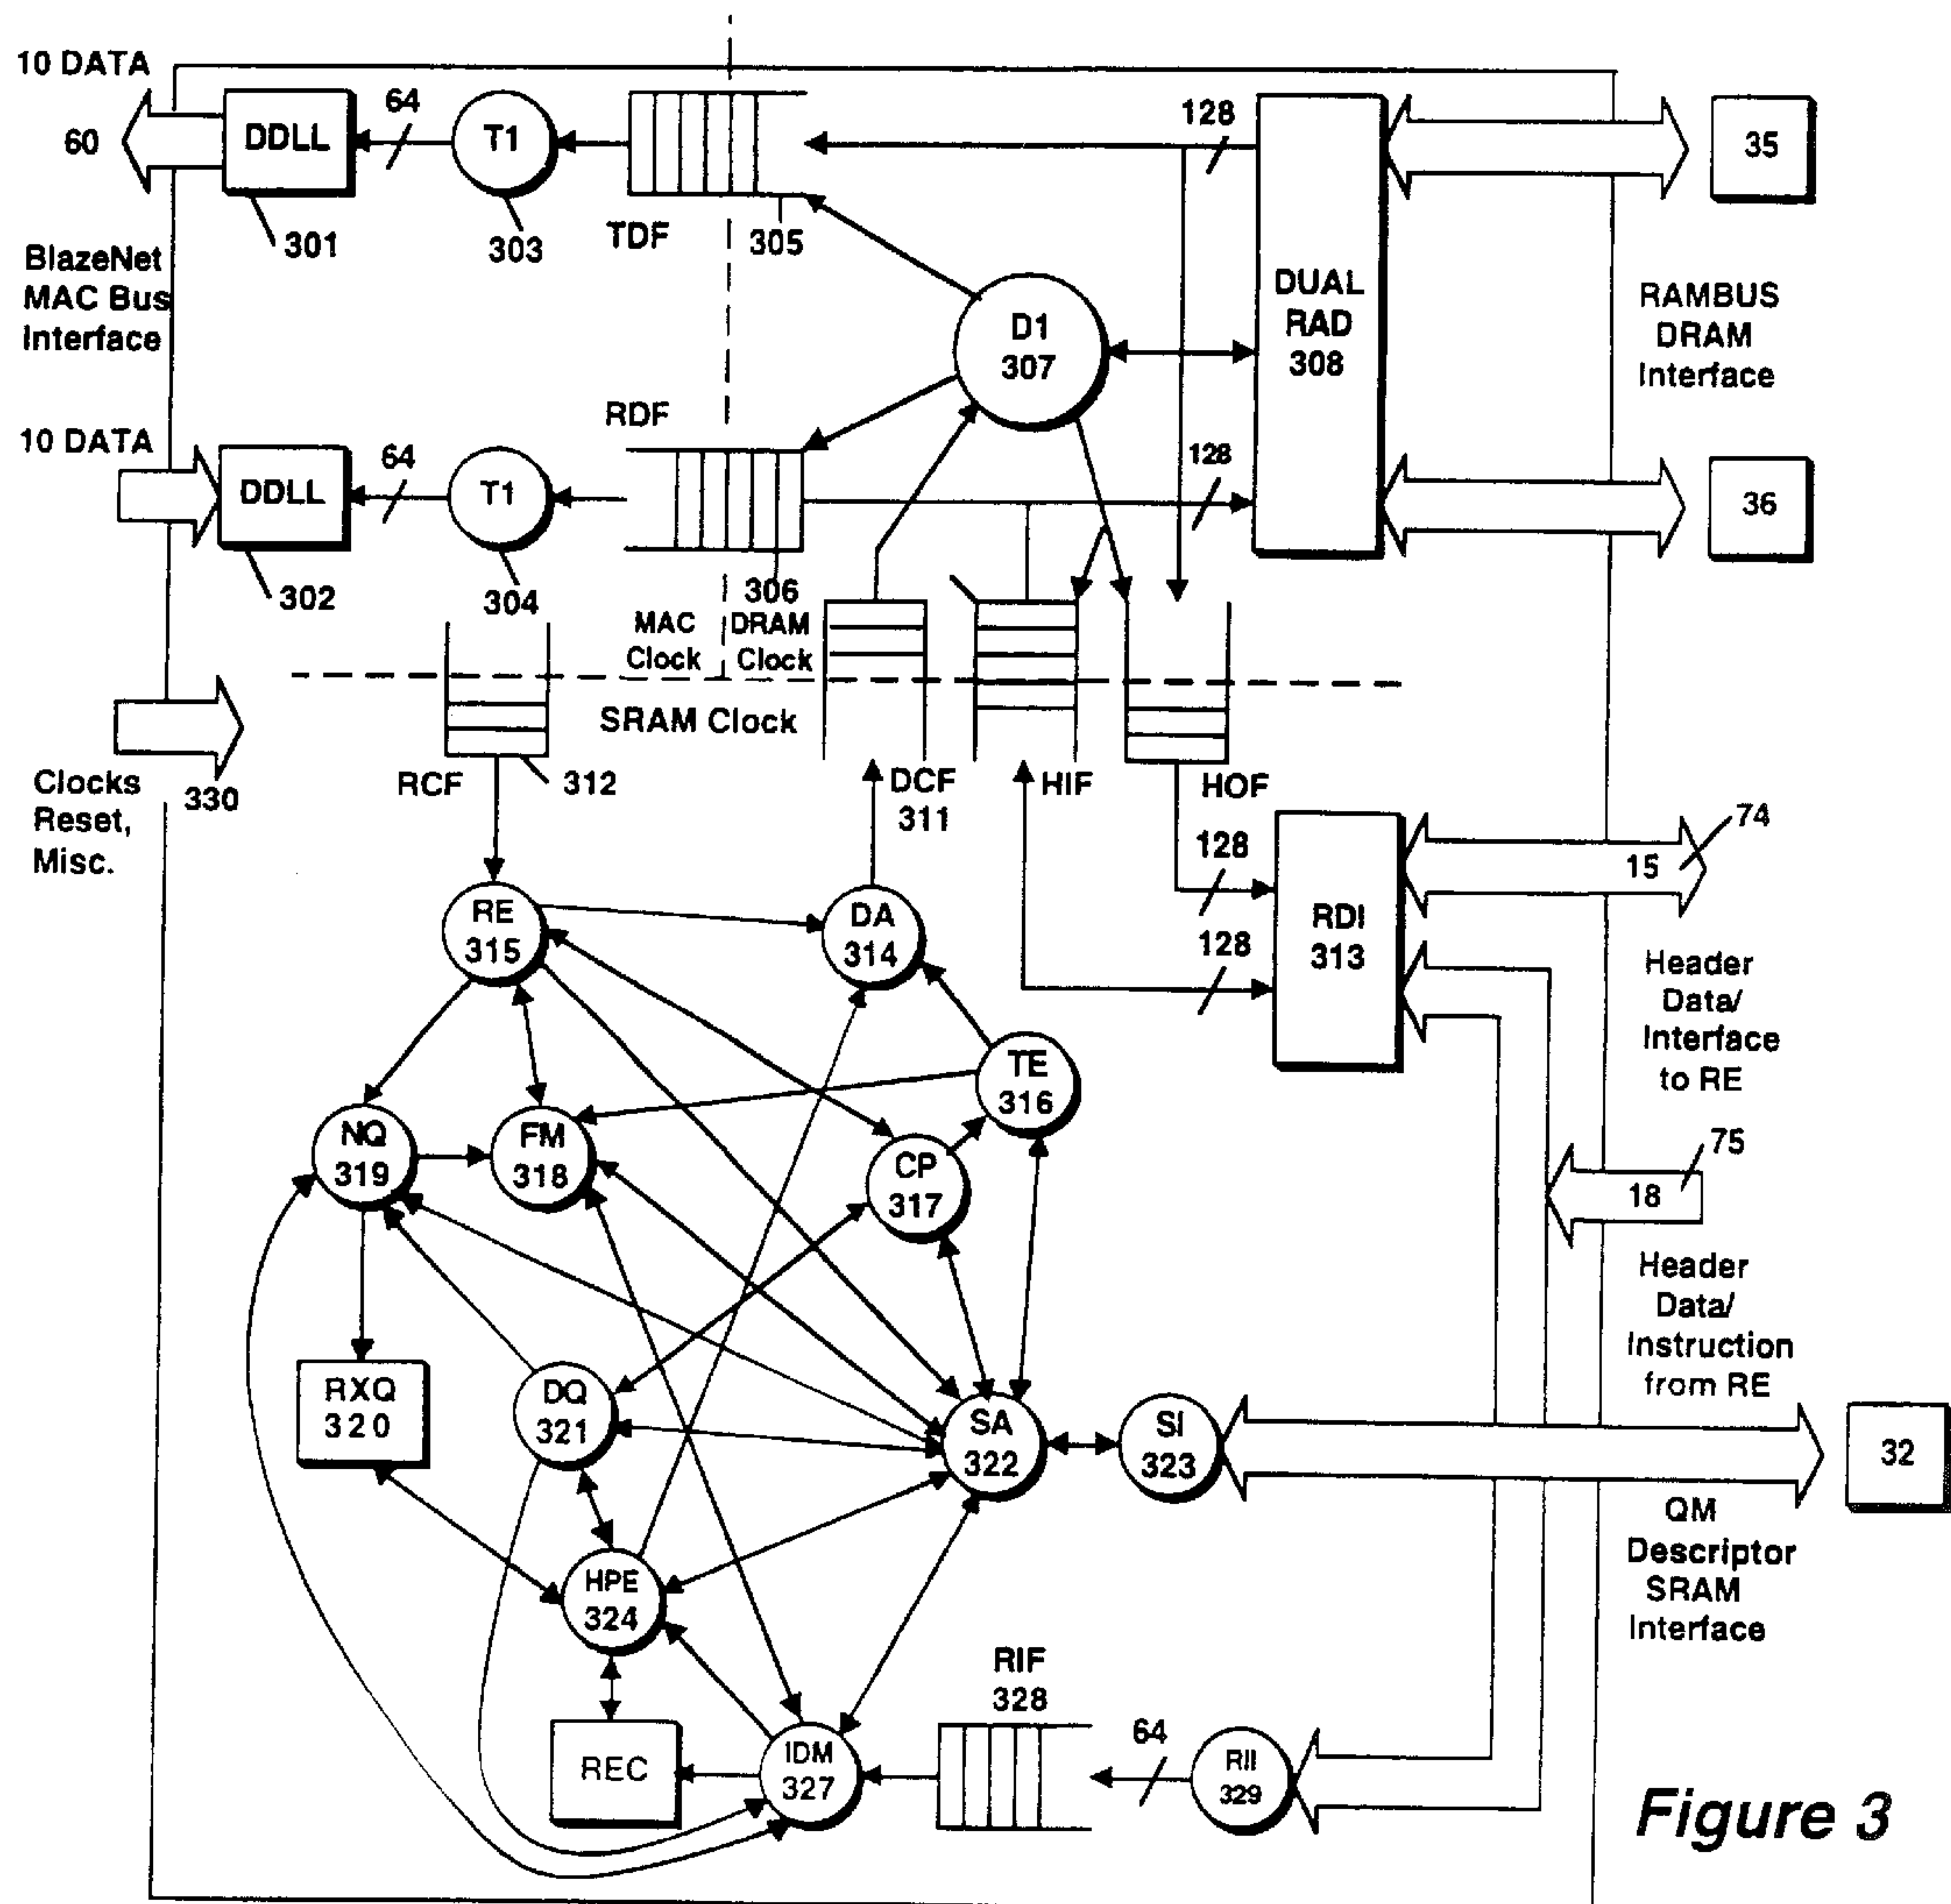 10 DATA
60
DDLL
301
64
T1
303
TDF
305
128
DUAL
RAD
308
35
BlazeNet
MAC Bus
Interface
D1
307
RAMBUS
DRAM
Interface
10 DATA
DDLL
302
64
T1
304
RDF
306
128
36
MAC
Clock
DRAM
Clock
SRAM Clock
Clocks
Reset,
Misc.
330
RCF
312
DCF
311
HIF
HOF
128
128
RDI
313
15
74
Header
Data/
Interface
to RE
RE
315
DA
314
TE
316
NQ
319
FM
318
CP
317
75
18
Header
Data/
Instruction
from RE
RXQ
320
DQ
321
SA
322
SI
323
32
QM
Descriptor
SRAM
Interface
HPE
324
REC
IDM
327
RIF
328
64
RII
329
Figure 3